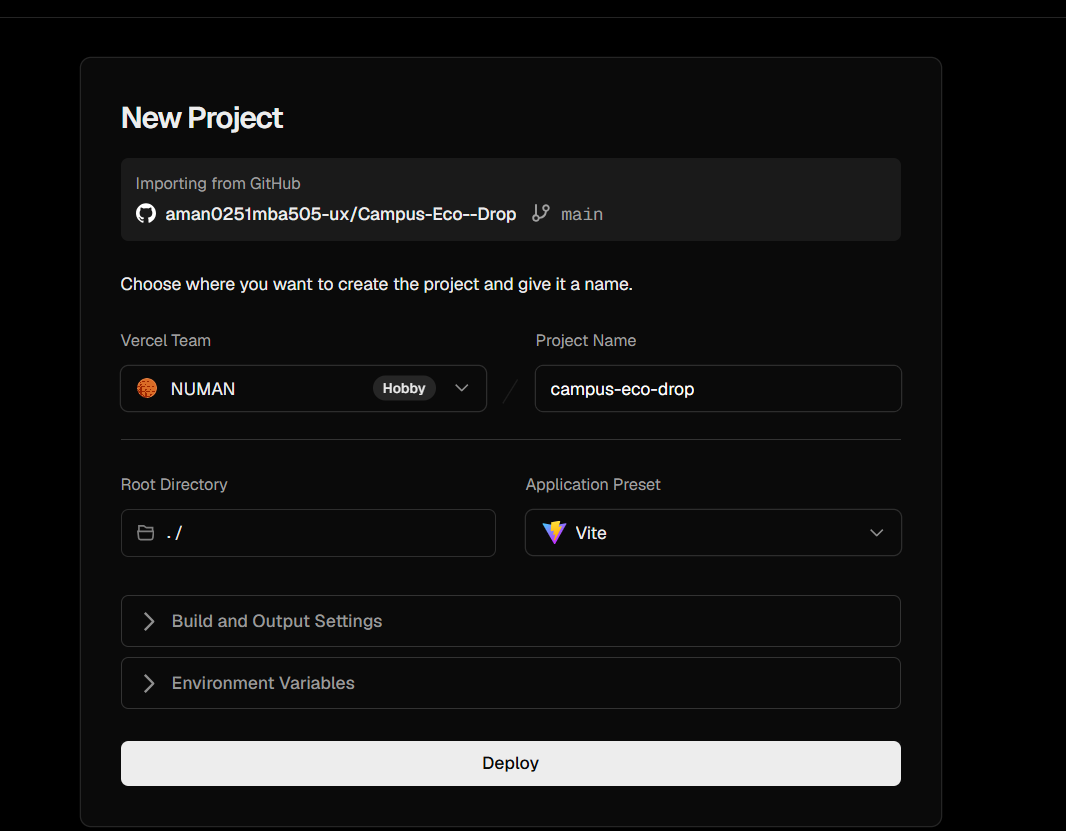 New Project
Importing from GitHub
aman0251mba505-ux/Campus-Eco--Drop main
Choose where you want to create the project and give it a name.
Vercel Team Project Name
NUMAN Hobby / campus-eco-drop
Root Directory Application Preset
./ Vite
Build and Output Settings
Environment Variables
Deploy